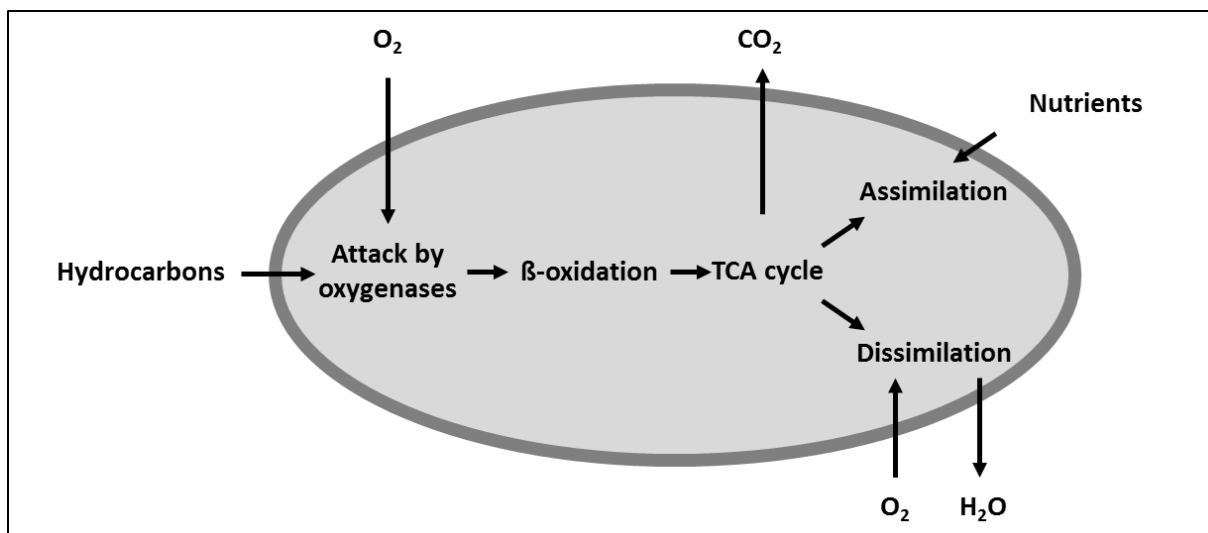 O₂
CO₂
Nutrients
Assimilation
Hydrocarbons
Attack by
oxygenases
ß-oxidation
TCA cycle
Dissimilation
O₂
H₂O